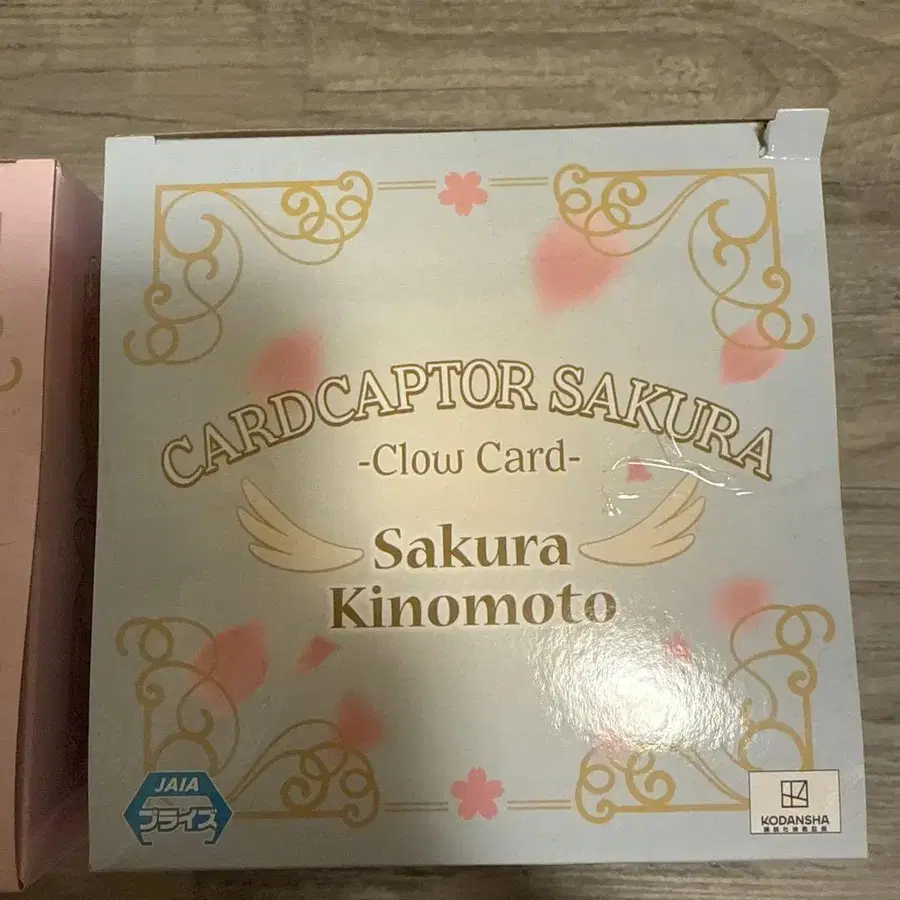 CARDCAPTOR SAKURA
-Clow Card-
Sakura
Kinomoto
JAIA
プライズ
KODANSHA